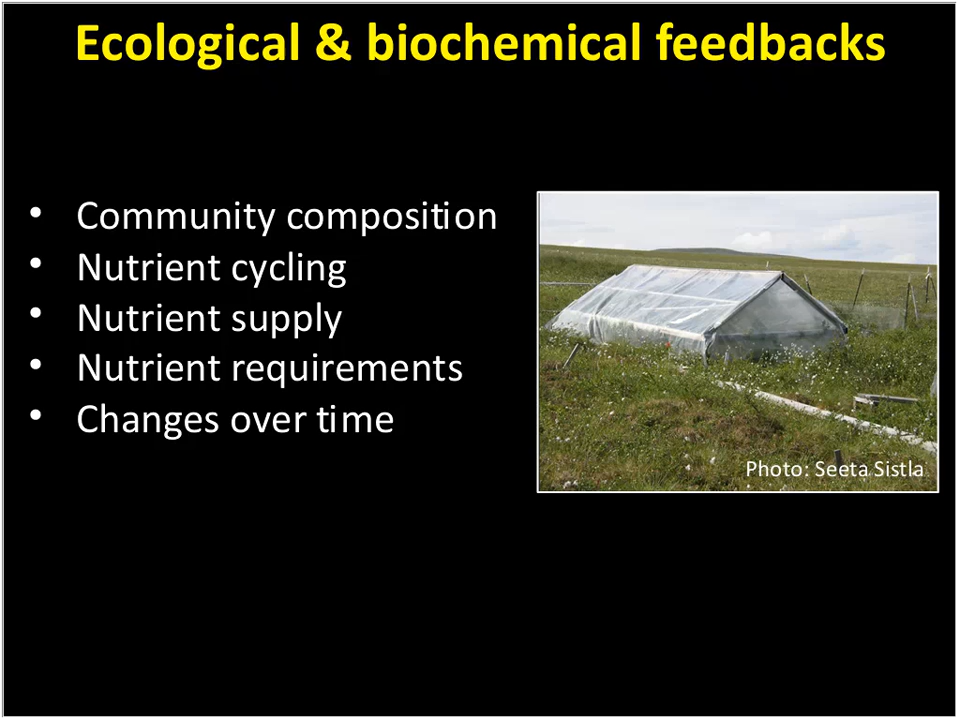 Ecological & biochemical feedbacks
• Community composition
• Nutrient cycling
• Nutrient supply
• Nutrient requirements
• Changes over time
Photo: Seeta Sistla